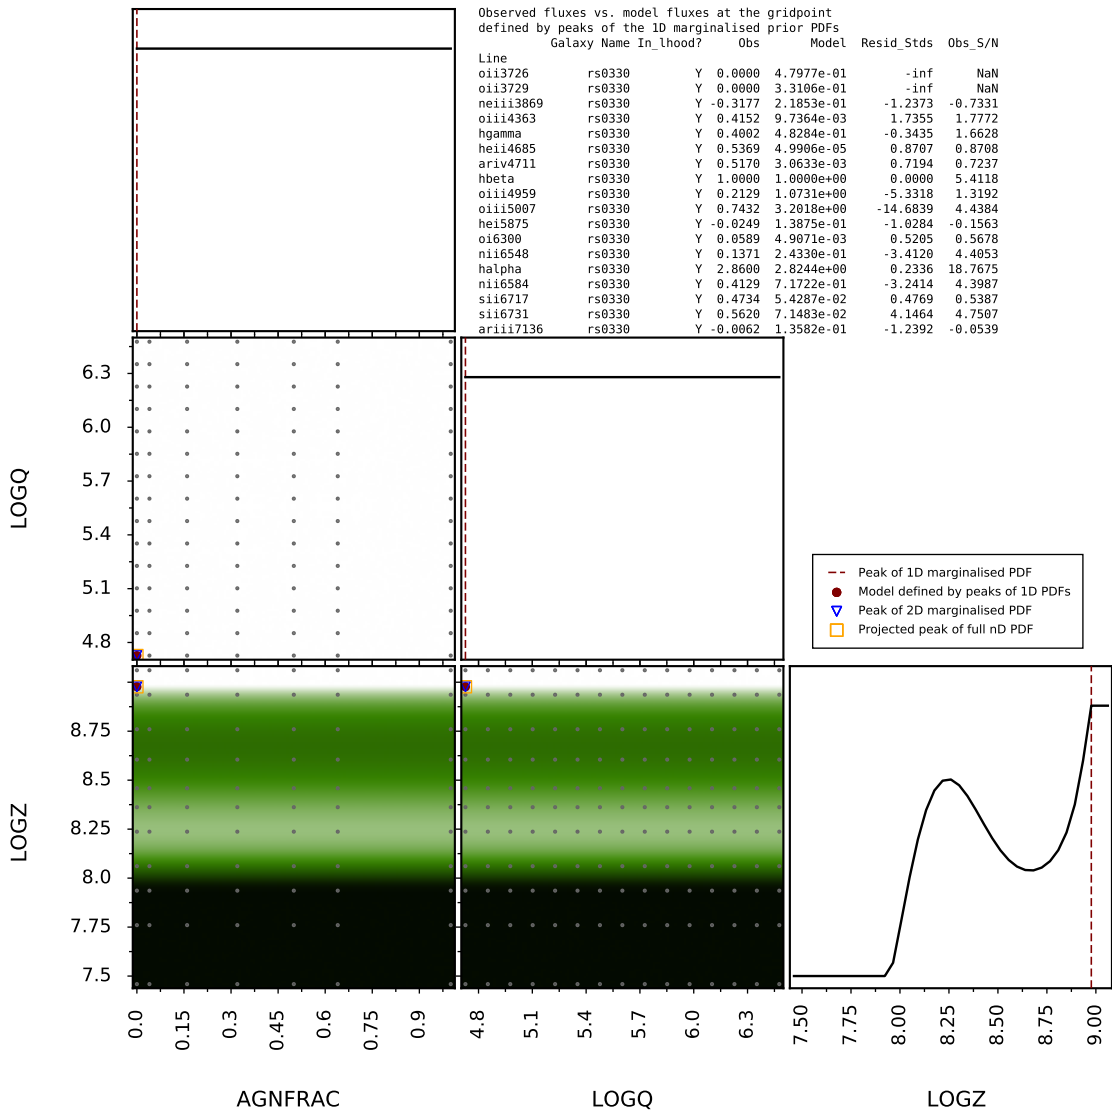 Observed fluxes vs. model fluxes at the gridpoint
defined by peaks of the 1D marginalised prior PDFs
Galaxy Name In_lhood? Obs Model Resid_Stds Obs_S/N
Line
oii3726 rs0330 Y 0.0000 4.7977e-01 -inf NaN
oii3729 rs0330 Y 0.0000 3.3106e-01 -inf NaN
neiii3869 rs0330 Y -0.3177 2.1853e-01 -1.2373 -0.7331
oiii4363 rs0330 Y 0.4152 9.7364e-03 1.7355 1.7772
hgamma rs0330 Y 0.4002 4.8284e-01 -0.3435 1.6628
heii4685 rs0330 Y 0.5369 4.9906e-05 0.8707 0.8708
ariv4711 rs0330 Y 0.5170 3.0633e-03 0.7194 0.7237
hbeta rs0330 Y 1.0000 1.0000e+00 0.0000 5.4118
oiii4959 rs0330 Y 0.2129 1.0731e+00 -5.3318 1.3192
oiii5007 rs0330 Y 0.7432 3.2018e+00 -14.6839 4.4384
hei5875 rs0330 Y -0.0249 1.3875e-01 -1.0284 -0.1563
oi6300 rs0330 Y 0.0589 4.9071e-03 0.5205 0.5678
nii6548 rs0330 Y 0.1371 2.4330e-01 -3.4120 4.4053
halpha rs0330 Y 2.8600 2.8244e+00 0.2336 18.7675
nii6584 rs0330 Y 0.4129 7.1722e-01 -3.2414 4.3987
sii6717 rs0330 Y 0.4734 5.4287e-02 0.4769 0.5387
sii6731 rs0330 Y 0.5620 7.1483e-02 4.1464 4.7507
ariii7136 rs0330 Y -0.0062 1.3582e-01 -1.2392 -0.0539
6.3
6.0
5.7
5.4
5.1
4.8
LOGQ
Peak of 1D marginalised PDF
Model defined by peaks of 1D PDFs
Peak of 2D marginalised PDF
Projected peak of full nD PDF
8.75
8.5
8.25
8.0
7.75
7.5
LOGZ
0.0 0.15 0.3 0.45 0.6 0.75 0.9
4.8 5.1 5.4 5.7 6.0 6.3
7.50 7.75 8.00 8.25 8.50 8.75 9.00
AGNFRAC LOGQ LOGZ